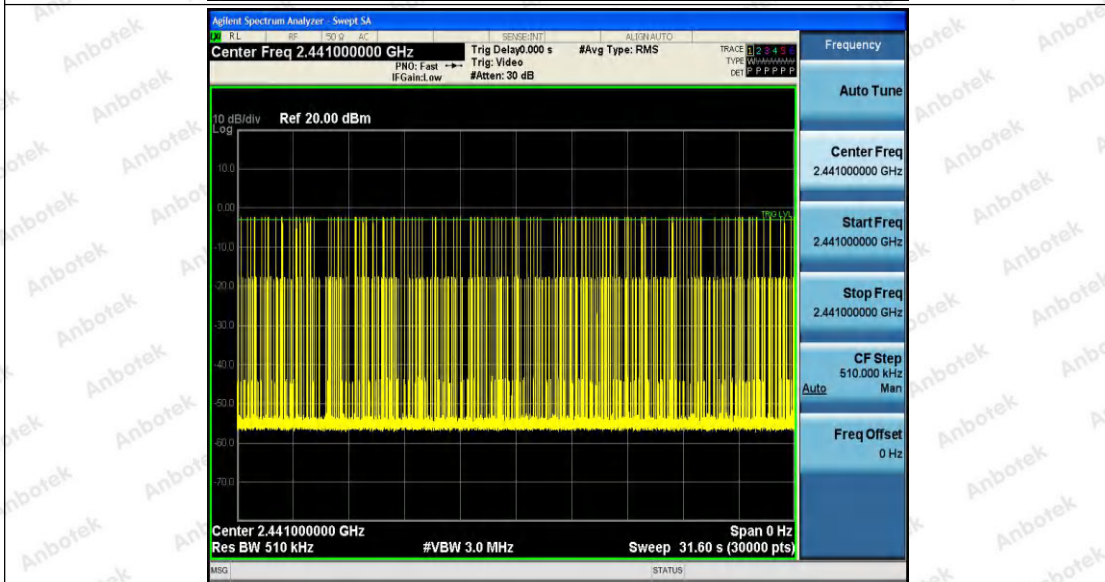 Agilent Spectrum Analyzer - Swept SA
RL RF 50 Ω AC SENSE:INT ALIGN AUTO
Center Freq 2.441000000 GHz
PNO: Fast
IFGain:Low
Trig Delay0.000 s
Trig: Video
#Atten: 30 dB
#Avg Type: RMS
TRACE 1 2 3 4 5 6
TYPE W
DET P P P P P P
10 dB/div Ref 20.00 dBm
Log
10.0
0.00
TRIG LVL
-10.0
-20.0
-30.0
-40.0
-50.0
-60.0
-70.0
Center 2.441000000 GHz Span 0 Hz
Res BW 510 kHz #VBW 3.0 MHz Sweep 31.60 s (30000 pts)
MSG STATUS
Frequency
Auto Tune
Center Freq
2.441000000 GHz
Start Freq
2.441000000 GHz
Stop Freq
2.441000000 GHz
CF Step
510.000 kHz
Auto Man
Freq Offset
0 Hz
Anbotek